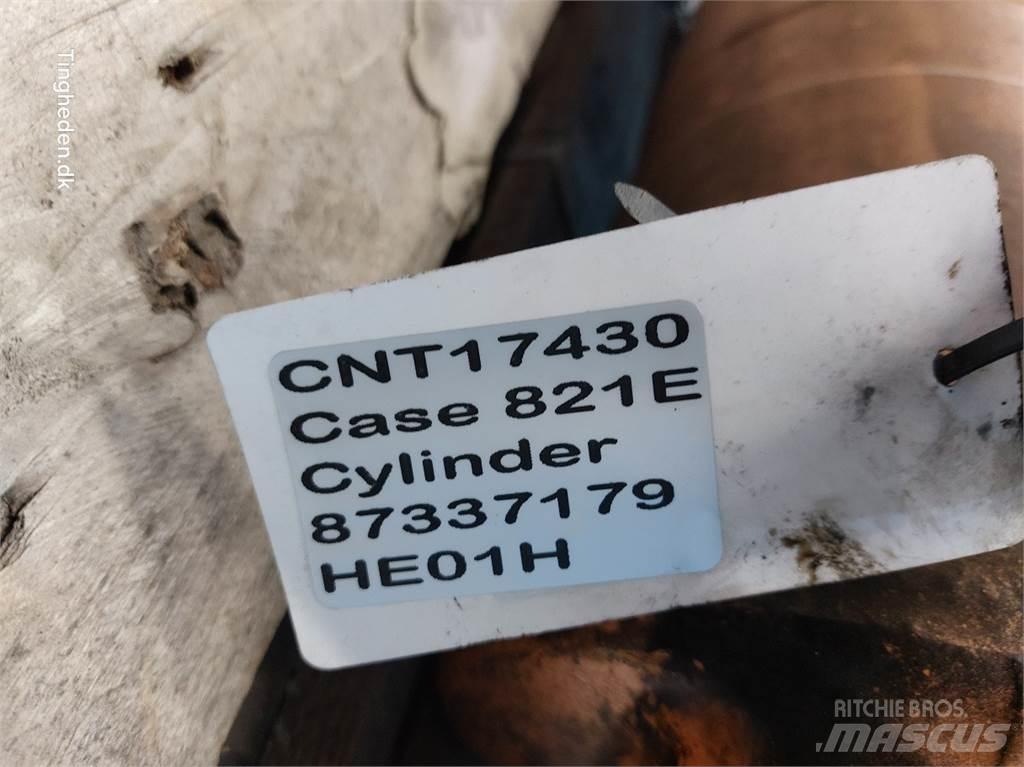 Tingheden.dk
CNT17430
Case 821E
Cylinder
87337179
HE01H
RITCHIE BROS.
MASCUS